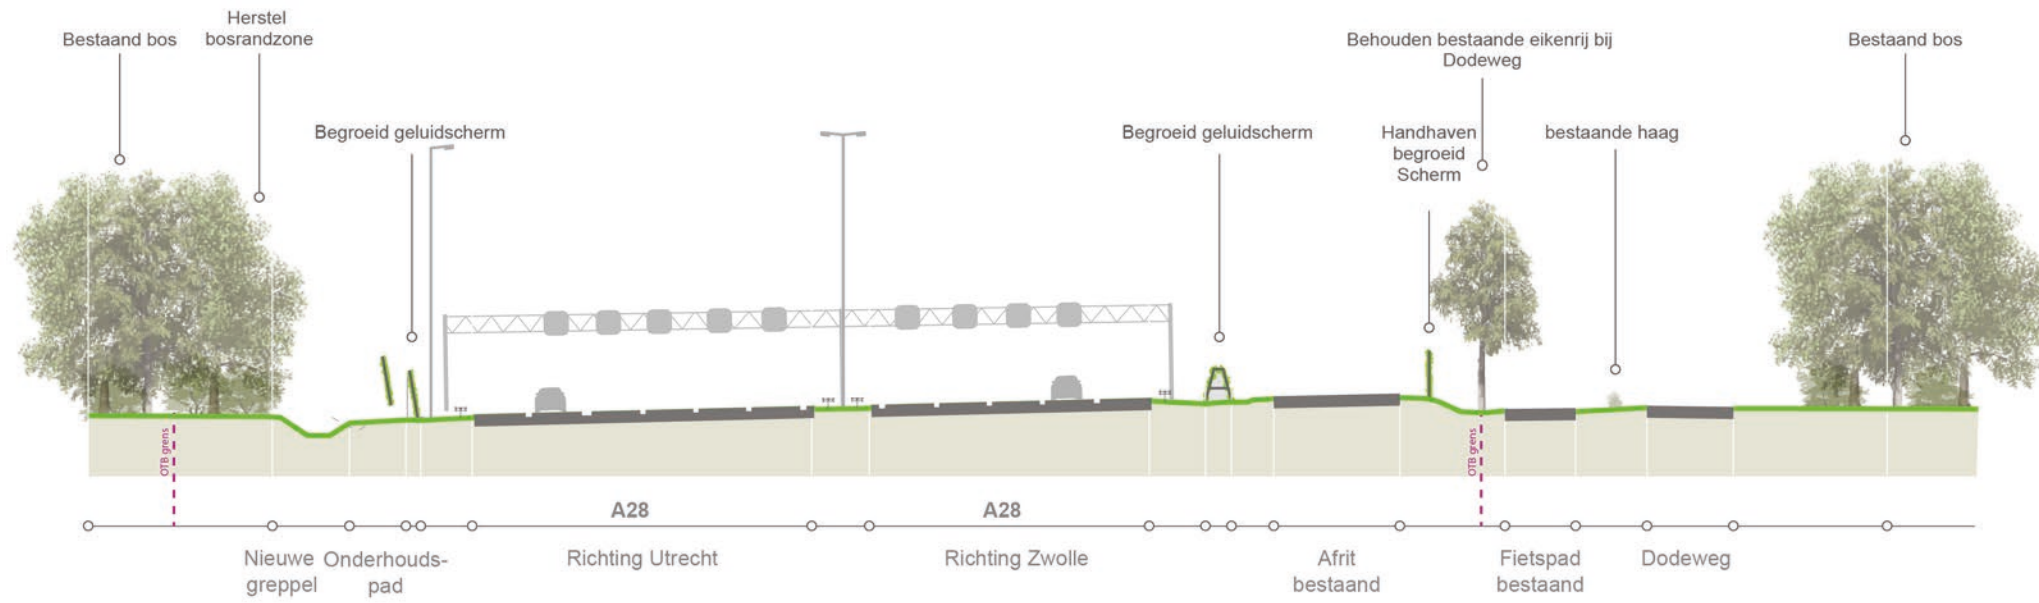 Bestaand bos
Herstel
bosrandzone
Begroeid geluidscherm
Begroeid geluidscherm
Behouden bestaande eikenrij bij
Dodeweg
Handhaven
begroeid
Scherm
bestaande haag
Bestaand bos
OTB grens
OTB grens
A28
A28
Nieuwe
greppel
Onderhouds-
pad
Richting Utrecht
Richting Zwolle
Afrit
bestaand
Fietspad
bestaand
Dodeweg